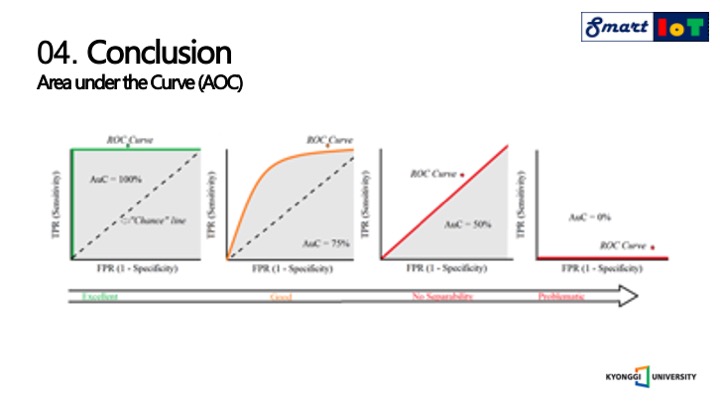 Smart IoT
04. Conclusion
Area under the Curve (AOC)
ROC Curve
AuC = 100%
"Chance" line
TPR (Sensitivity)
FPR (1 - Specificity)
ROC Curve
AuC = 75%
TPR (Sensitivity)
FPR (1 - Specificity)
ROC Curve
AuC = 50%
TPR (Sensitivity)
FPR (1 - Specificity)
AuC = 0%
ROC Curve
TPR (Sensitivity)
FPR (1 - Specificity)
Excellent
Good
No Separability
Problematic
KYONGGI UNIVERSITY